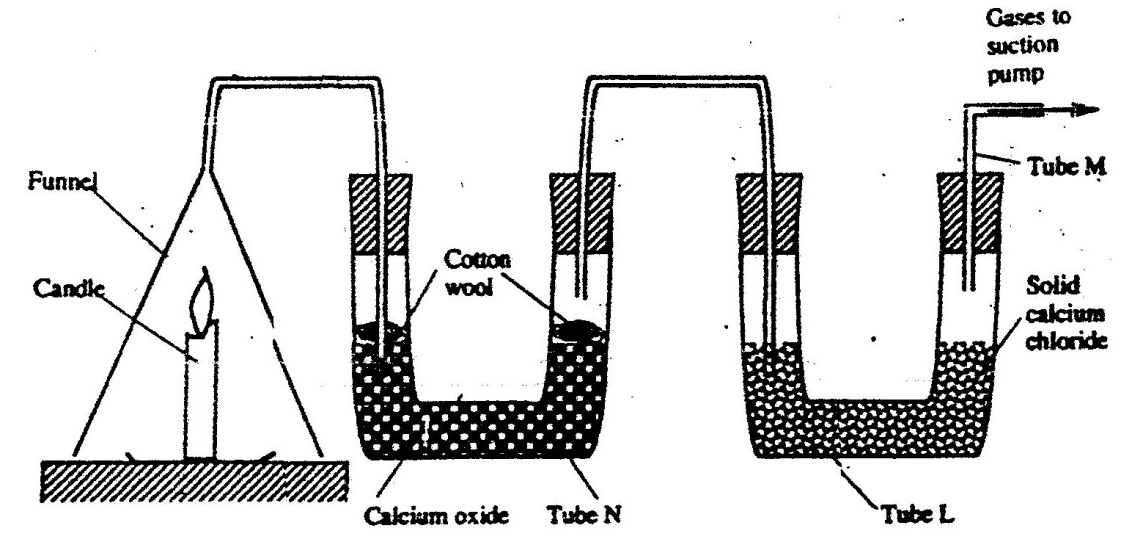 Gases to
suction
pump
Tube M
Funnel
Cotton
wool
Candle
Solid
calcium
chloride
Calcium oxide
Tube N
Tube L